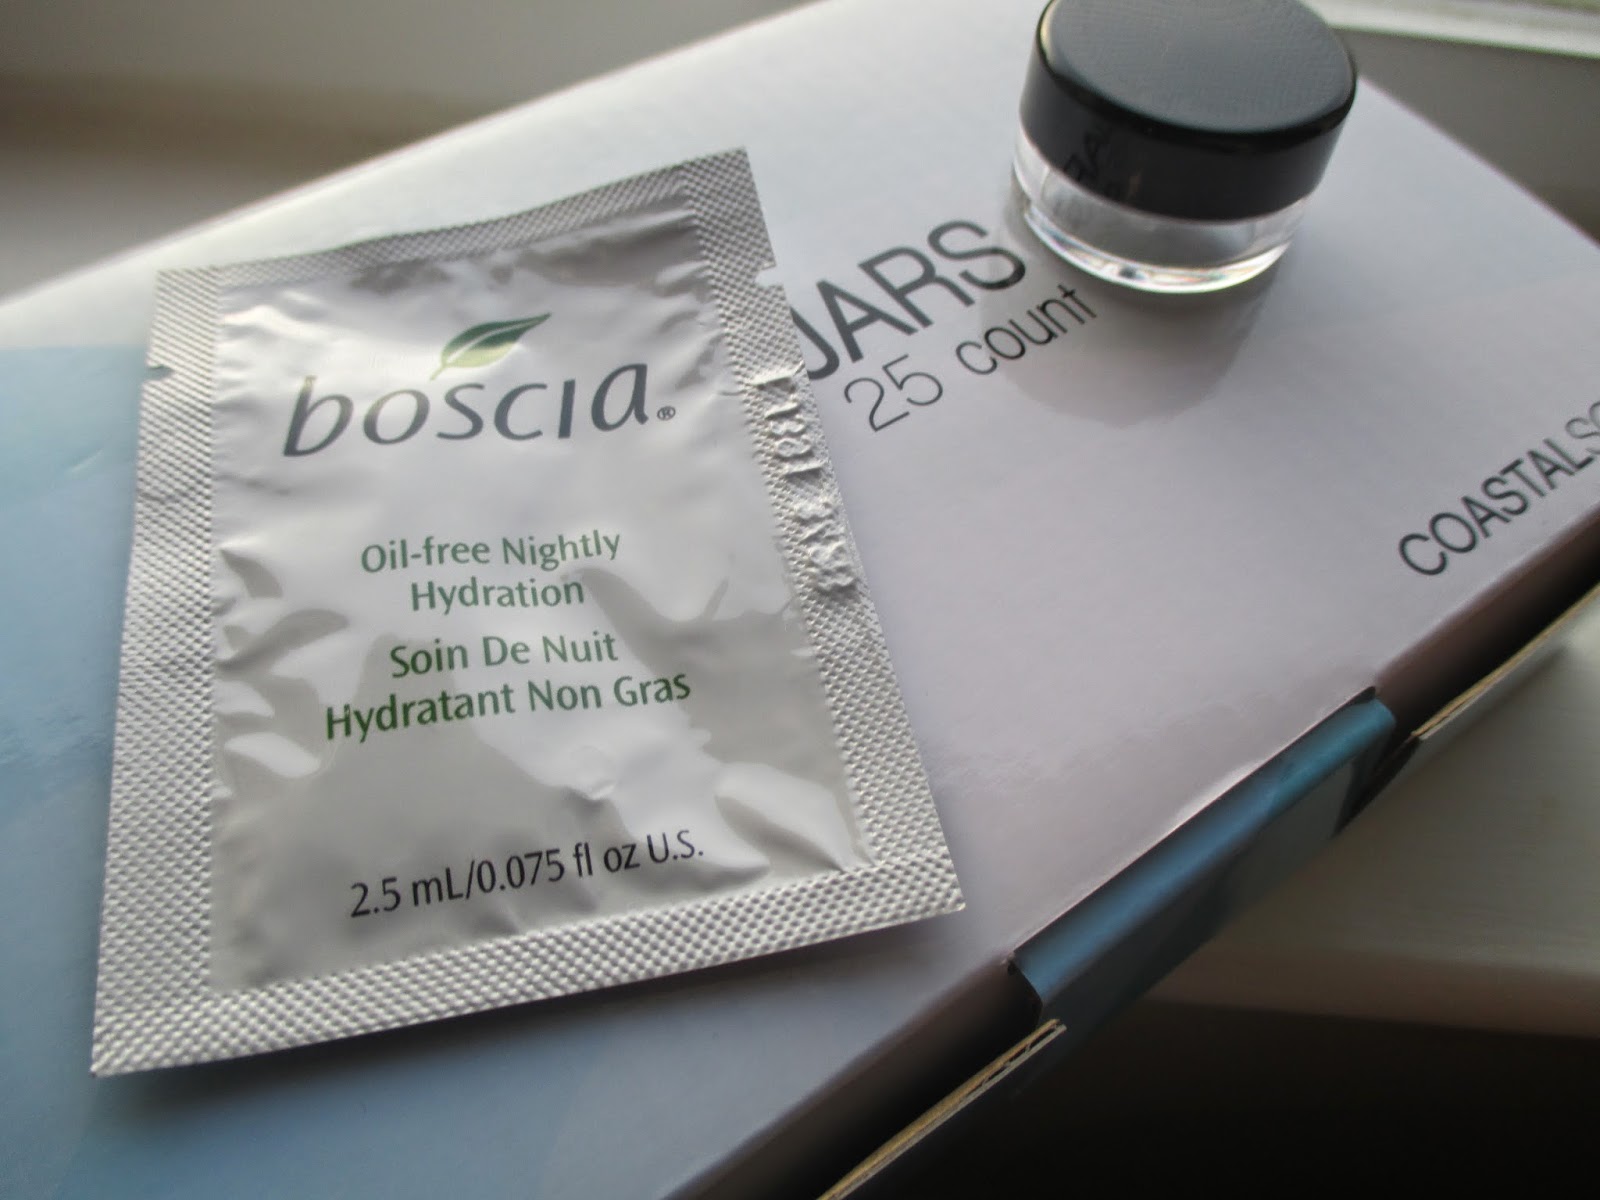 boscia®
Oil-free Nightly
Hydration
Soin De Nuit
Hydratant Non Gras
2.5 mL/0.075 fl oz U.S.
JARS
25 count